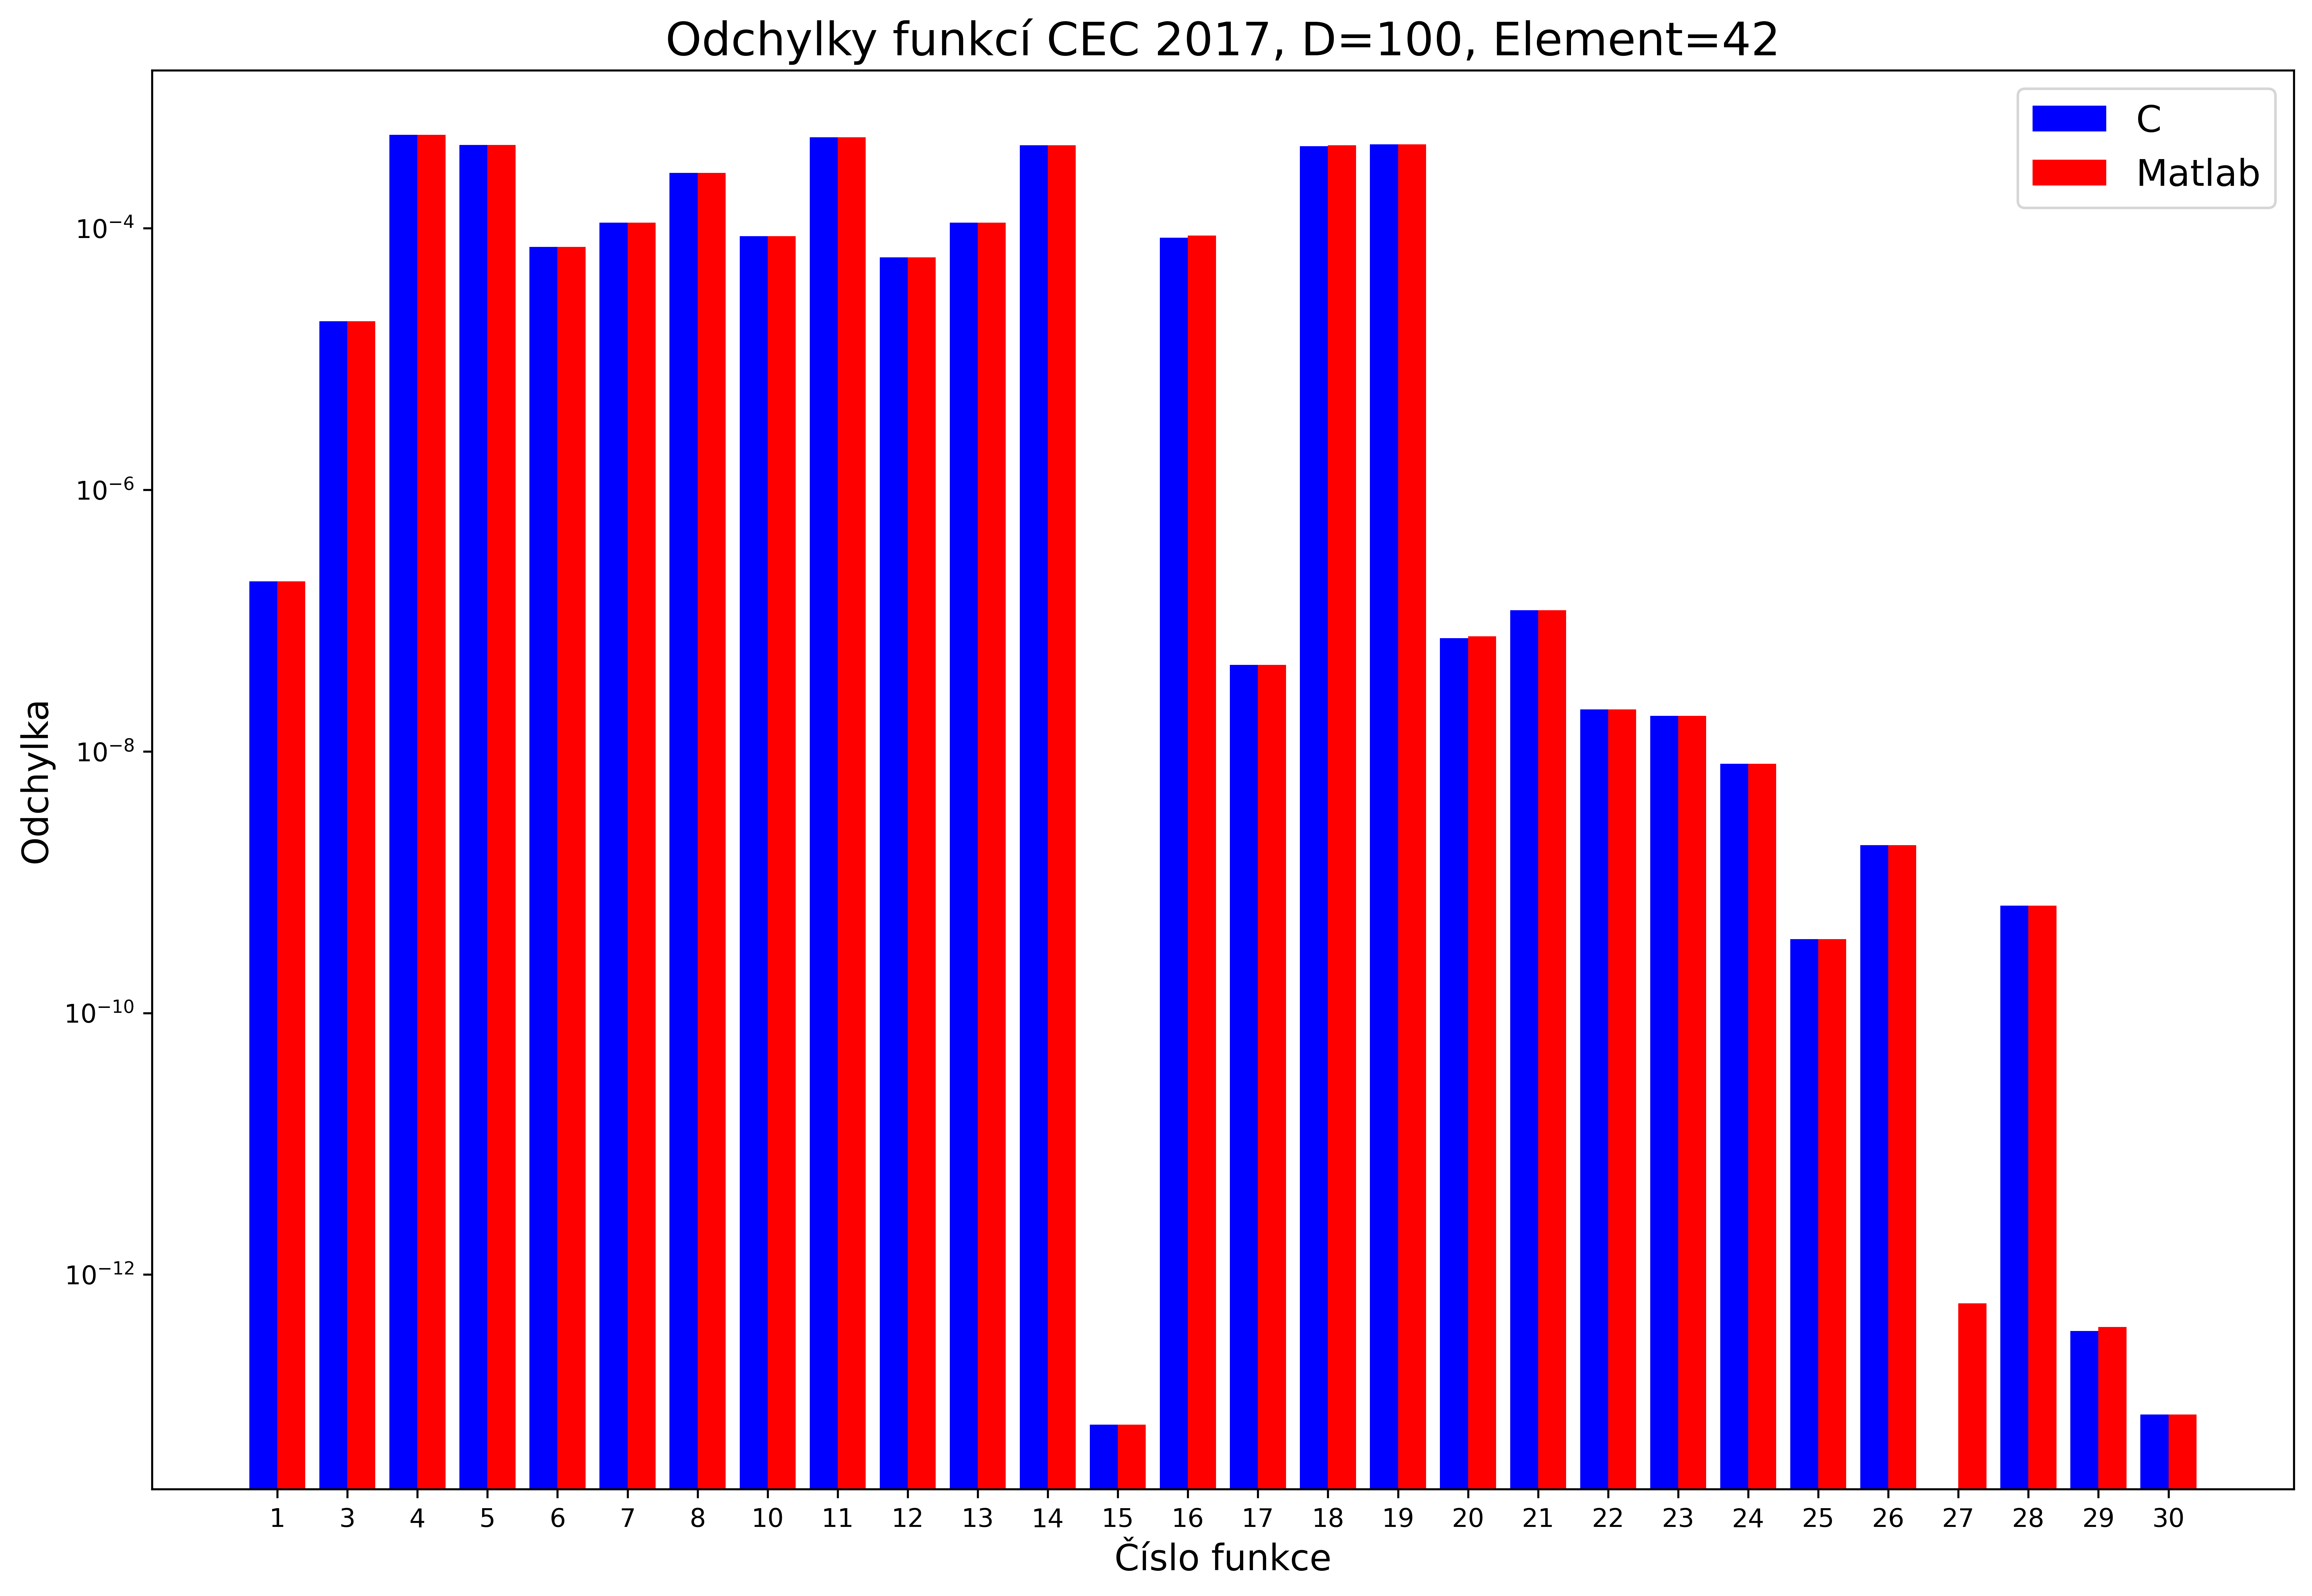 Odchylky funkcí CEC 2017, D=100, Element=42
C
Matlab
Odchylka
10⁻⁴
10⁻⁶
10⁻⁸
10⁻¹⁰
10⁻¹²
1 3 4 5 6 7 8 10 11 12 13 14 15 16 17 18 19 20 21 22 23 24 25 26 27 28 29 30
Číslo funkce